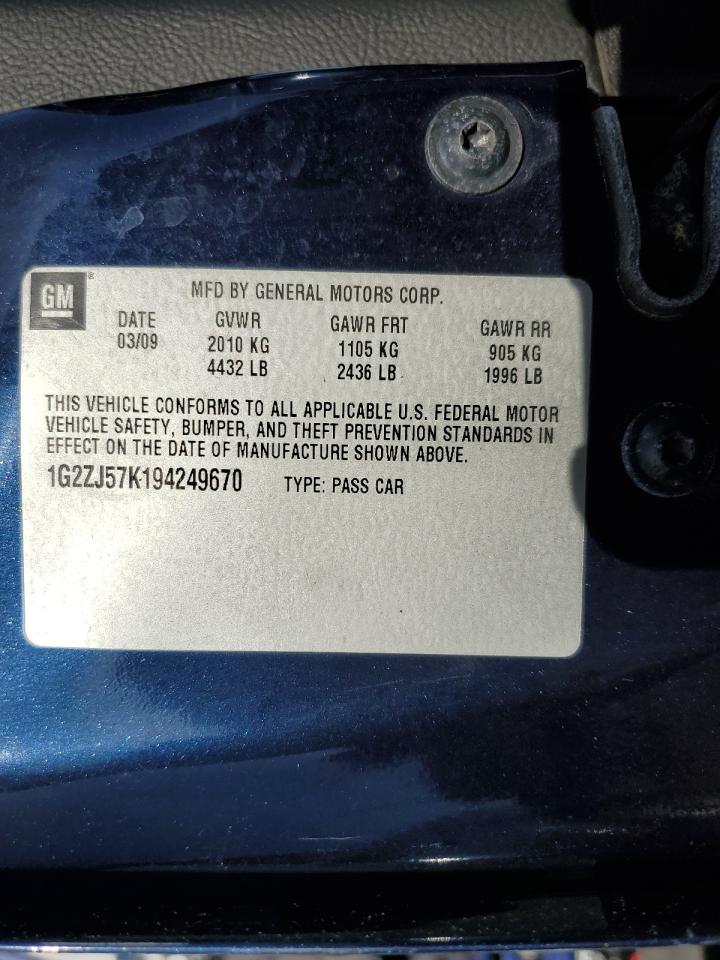 GM®
MFD BY GENERAL MOTORS CORP.
DATE GVWR GAWR FRT GAWR RR
03/09 2010 KG 1105 KG 905 KG
4432 LB 2436 LB 1996 LB
THIS VEHICLE CONFORMS TO ALL APPLICABLE U.S. FEDERAL MOTOR
VEHICLE SAFETY, BUMPER, AND THEFT PREVENTION STANDARDS IN
EFFECT ON THE DATE OF MANUFACTURE SHOWN ABOVE.
1G2ZJ57K194249670 TYPE: PASS CAR